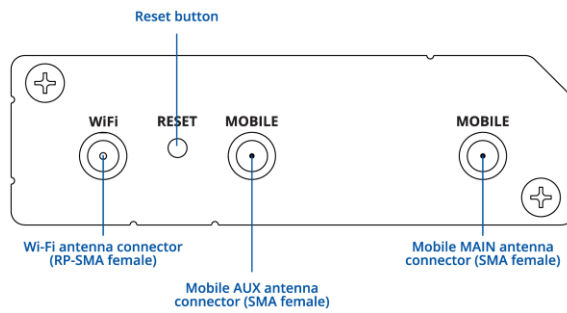 Reset button
WiFi
RESET
MOBILE
MOBILE
Wi-Fi antenna connector
(RP-SMA female)
Mobile AUX antenna
connector (SMA female)
Mobile MAIN antenna
connector (SMA female)